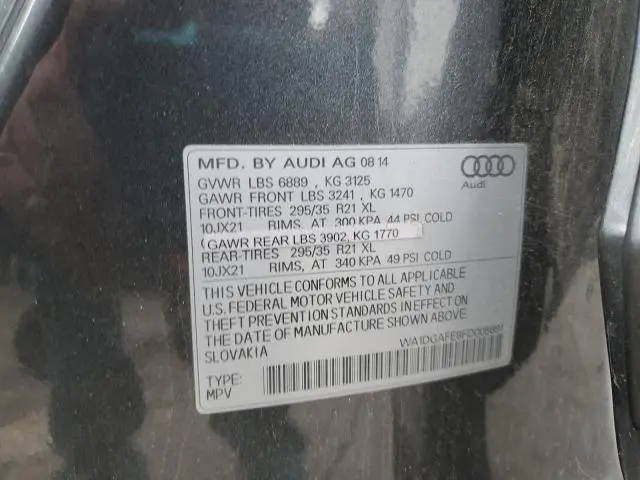 MFD. BY AUDI AG 08 14
GVWR LBS 6889 , KG 3125
GAWR FRONT LBS 3241 , KG 1470
FRONT-TIRES 295/35 R21 XL
10JX21 RIMS, AT 300 KPA 44 PSI COLD
(GAWR REAR LBS 3902, KG 1770
REAR-TIRES 295/35 R21 XL
10JX21 RIMS, AT 340 KPA 49 PSI COLD
THIS VEHICLE CONFORMS TO ALL APPLICABLE
U.S. FEDERAL MOTOR VEHICLE SAFETY AND
THEFT PREVENTION STANDARDS IN EFFECT ON
THE DATE OF MANUFACTURE SHOWN ABOVE
SLOVAKIA
TYPE:
MPV
Audi